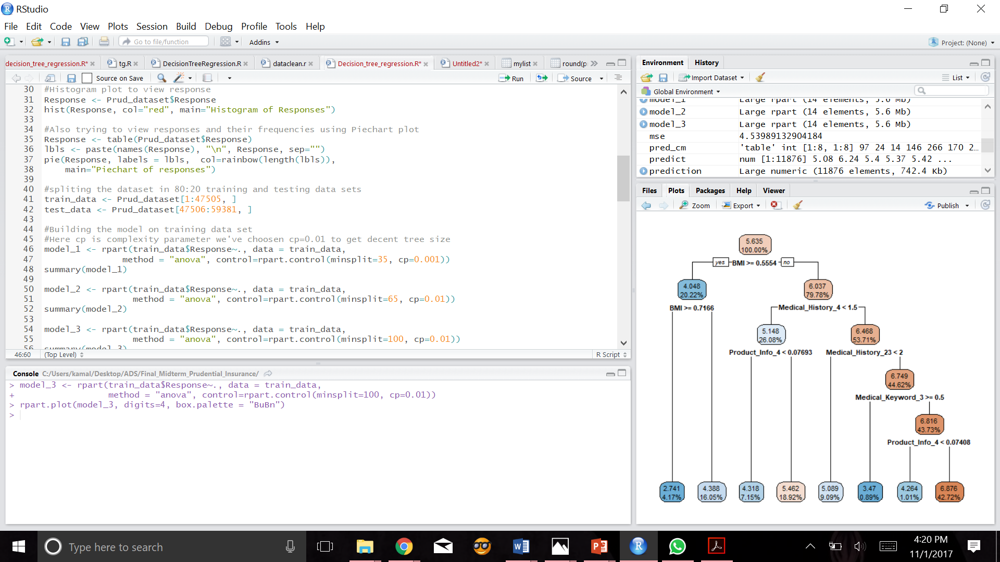 RStudio
File Edit Code View Plots Session Build Debug Profile Tools Help
Go to file/function Addins Project: (None)
decision_tree_regression.R* tg.R DecisionTreeRegression.R dataclean.r Decision_tree_regression.R* Untitled2* mylist round(p
Source on Save Run Source
30 #Histogram plot to view response
31 Response <- Prud_dataset$Response
32 hist(Response, col="red", main="Histogram of Responses")
33
34 #Also trying to view responses and their frequencies using Piechart plot
35 Response <- table(Prud_dataset$Response)
36 lbls <- paste(names(Response), "\n", Response, sep="")
37 pie(Response, labels = lbls, col=rainbow(length(lbls)),
38 main="Piechart of responses")
39
40 #spliting the dataset in 80:20 training and testing data sets
41 train_data <- Prud_dataset[1:47505, ]
42 test_data <- Prud_dataset[47506:59381, ]
43
44 #Building the model on training data set
45 #Here cp is complexity parameter we've choosen cp=0.01 to get decent tree size
46 model_1 <- rpart(train_data$Response~., data = train_data,
47 method = "anova", control=rpart.control(minsplit=35, cp=0.001))
48 summary(model_1)
49
50 model_2 <- rpart(train_data$Response~., data = train_data,
51 method = "anova", control=rpart.control(minsplit=65, cp=0.01))
52 summary(model_2)
53
54 model_3 <- rpart(train_data$Response~., data = train_data,
55 method = "anova", control=rpart.control(minsplit=100, cp=0.01))
56 summary(model_3)
46:60 (Top Level) R Script
Console C:/Users/kamal/Desktop/ADS/Final_Midterm_Prudential_Insurance/
> model_3 <- rpart(train_data$Response~., data = train_data,
+ method = "anova", control=rpart.control(minsplit=100, cp=0.01))
> rpart.plot(model_3, digits=4, box.palette = "BuBn")
>
Environment History
Import Dataset List
Global Environment
model_1 Large rpart (14 elements, 5.6 Mb)
model_2 Large rpart (14 elements, 5.6 Mb)
model_3 Large rpart (14 elements, 5.6 Mb)
mse 4.53989132904184
pred_cm 'table' int [1:8, 1:8] 97 24 14 146 266 170 2…
predict num [1:11876] 5.08 6.24 5.4 5.37 5.42 ...
prediction Large numeric (11876 elements, 742.4 Kb)
Files Plots Packages Help Viewer
Zoom Export Publish
5.635
100.00%
yes BMI >= 0.5554 no
4.048 6.037
20.22% 79.78%
BMI >= 0.7166 Medical_History_4 < 1.5
5.148 6.468
26.08% 53.71%
Product_Info_4 < 0.07693 Medical_History_23 < 2
6.749
44.62%
Medical_Keyword_3 >= 0.5
6.816
43.73%
Product_Info_4 < 0.07408
2.741 4.388 4.318 5.462 5.089 3.47 4.264 6.876
4.17% 16.05% 7.15% 18.92% 9.09% 0.89% 1.01% 42.72%
Type here to search
4:20 PM
11/1/2017